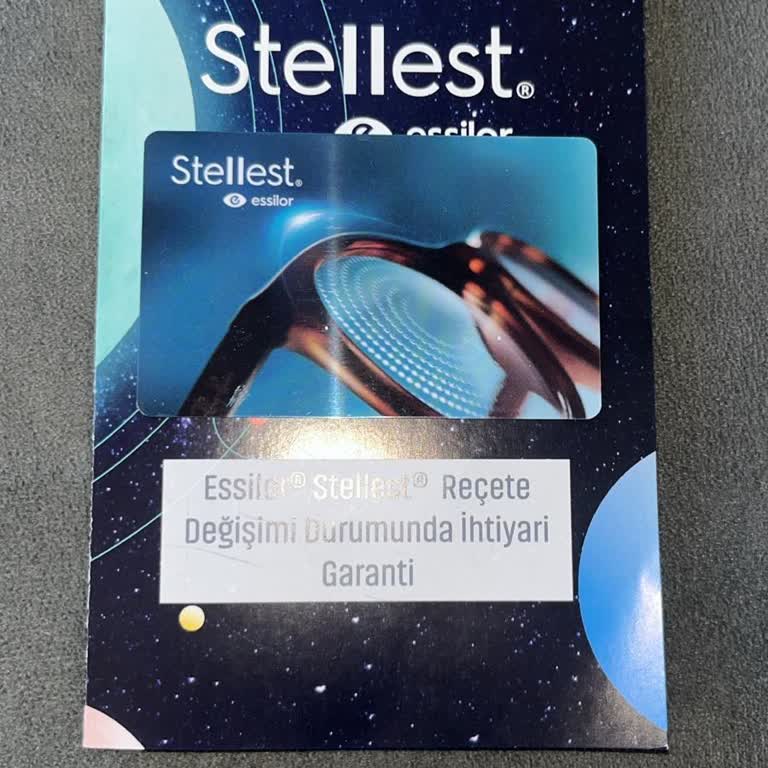 Stellest®
essilor
Stellest®
essilor
Essilor® Stellest® Reçete
Değişimi Durumunda İhtiyari
Garanti